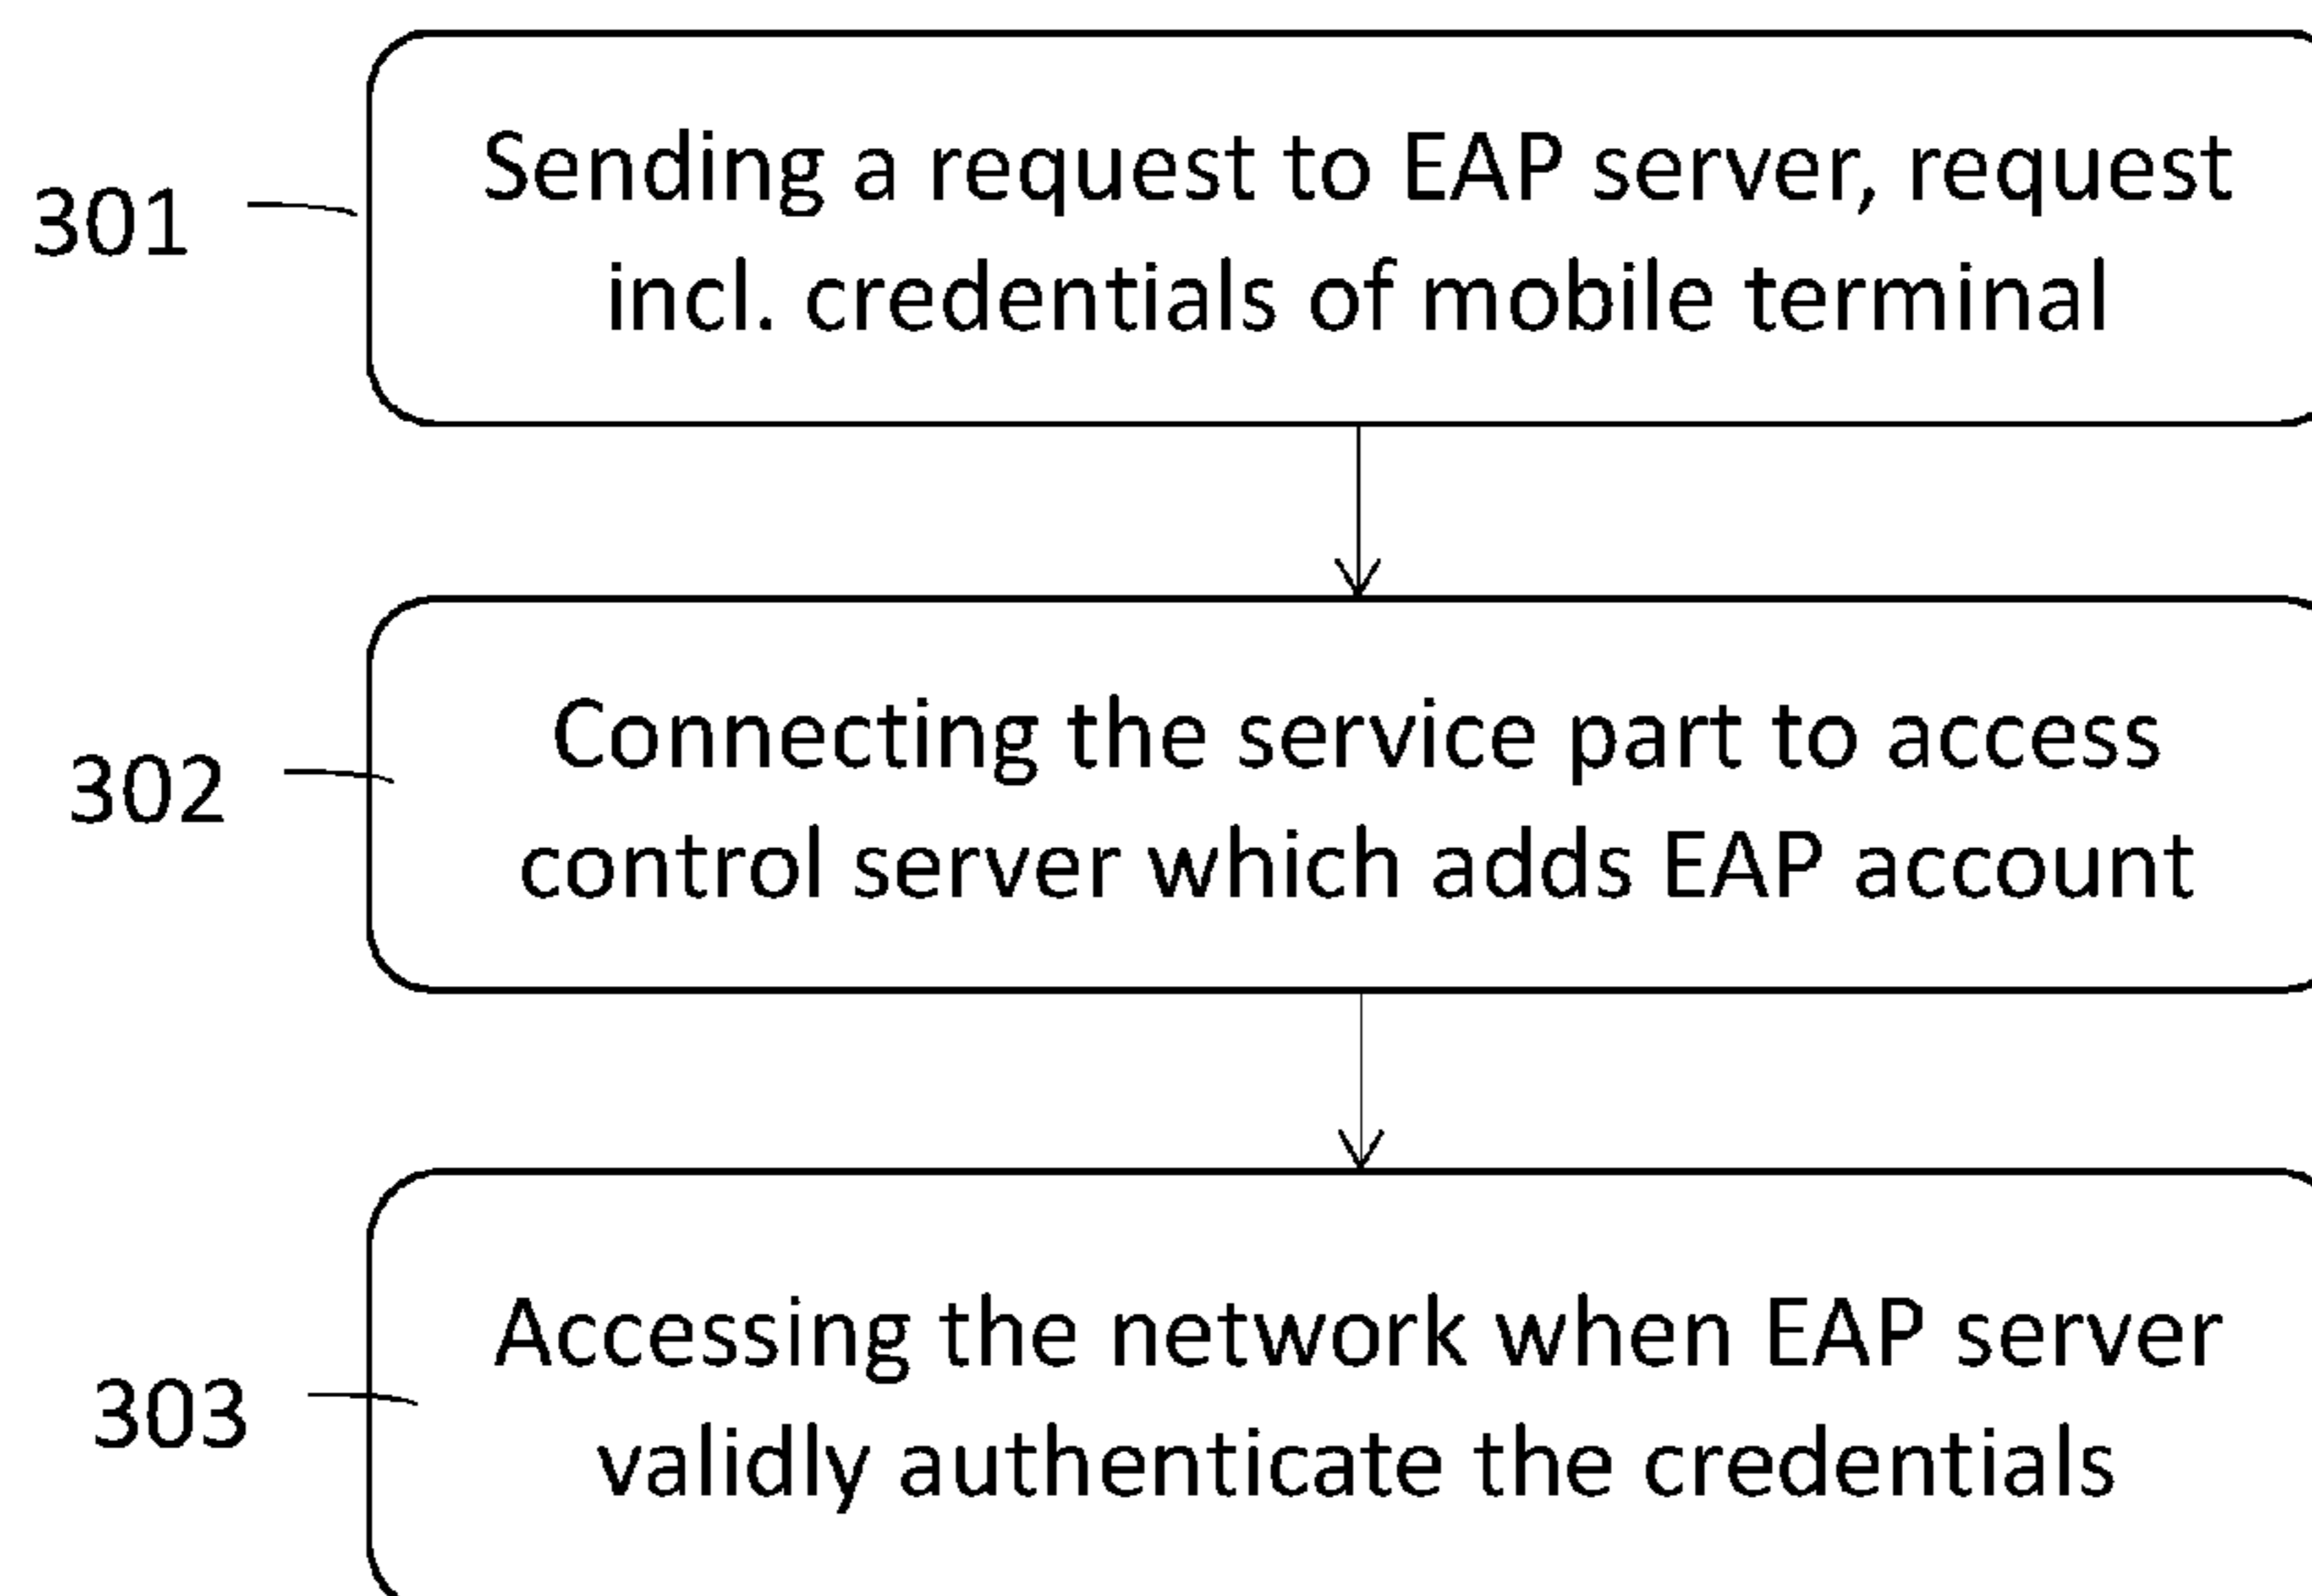 301
Sending a request to EAP server, request
incl. credentials of mobile terminal
302
Connecting the service part to access
control server which adds EAP account
303
Accessing the network when EAP server
validly authenticate the credentials